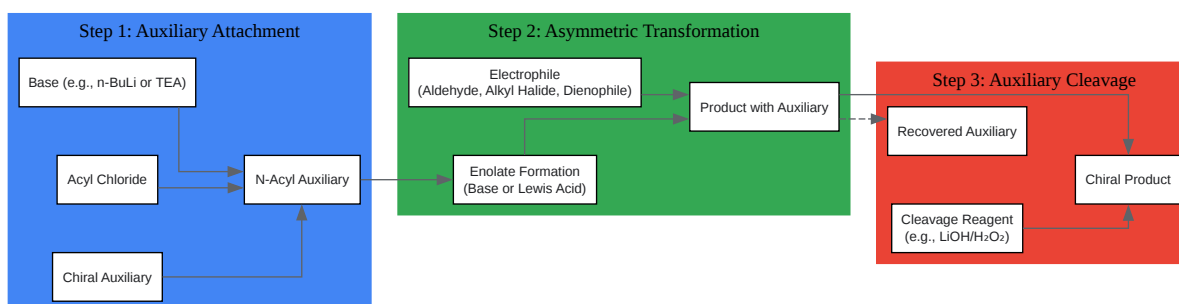 Step 1: Auxiliary Attachment
Base (e.g., n-BuLi or TEA)
Acyl Chloride
N-Acyl Auxiliary
Chiral Auxiliary
Step 2: Asymmetric Transformation
Electrophile
(Aldehyde, Alkyl Halide, Dienophile)
Product with Auxiliary
Enolate Formation
(Base or Lewis Acid)
Step 3: Auxiliary Cleavage
Recovered Auxiliary
Chiral Product
Cleavage Reagent
(e.g., LiOH/H₂O₂)